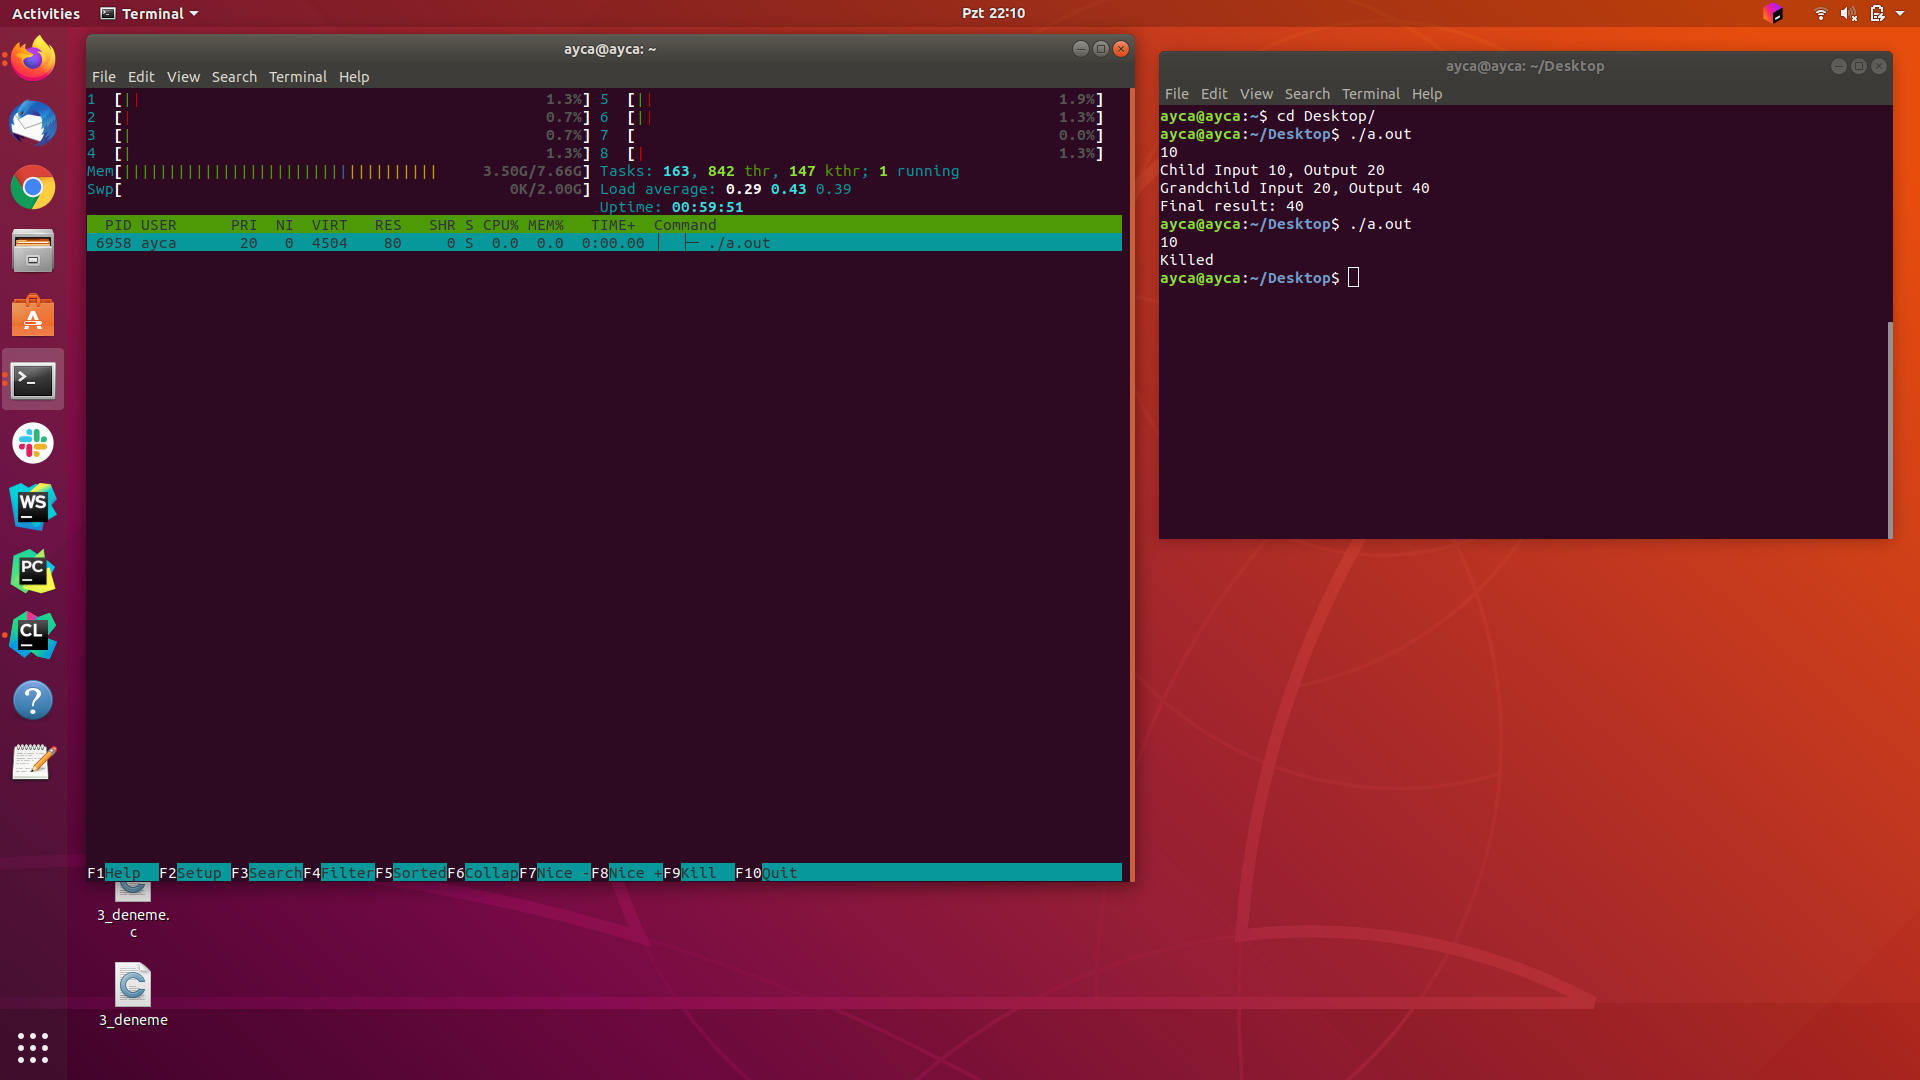 Activities Terminal Pzt 22:10
ayca@ayca: ~
File Edit View Search Terminal Help
1 [|| 1.3%] 5 [|| 1.9%]
2 [| 0.7%] 6 [|| 1.3%]
3 [| 0.7%] 7 [ 0.0%]
4 [| 1.3%] 8 [| 1.3%]
Mem[||||||||||||||||||||||||||||||||||| 3.50G/7.66G] Tasks: 163, 842 thr, 147 kthr; 1 running
Swp[ 0K/2.00G] Load average: 0.29 0.43 0.39
Uptime: 00:59:51
PID USER PRI NI VIRT RES SHR S CPU% MEM% TIME+ Command
6958 ayca 20 0 4504 80 0 S 0.0 0.0 0:00.00 │ ├─ ./a.out
F1Help F2Setup F3SearchF4FilterF5SortedF6CollapF7Nice -F8Nice +F9Kill F10Quit
ayca@ayca: ~/Desktop
File Edit View Search Terminal Help
ayca@ayca:~$ cd Desktop/
ayca@ayca:~/Desktop$ ./a.out
10
Child Input 10, Output 20
Grandchild Input 20, Output 40
Final result: 40
ayca@ayca:~/Desktop$ ./a.out
10
Killed
ayca@ayca:~/Desktop$
WS
PC
CL
3_deneme.
c
3_deneme